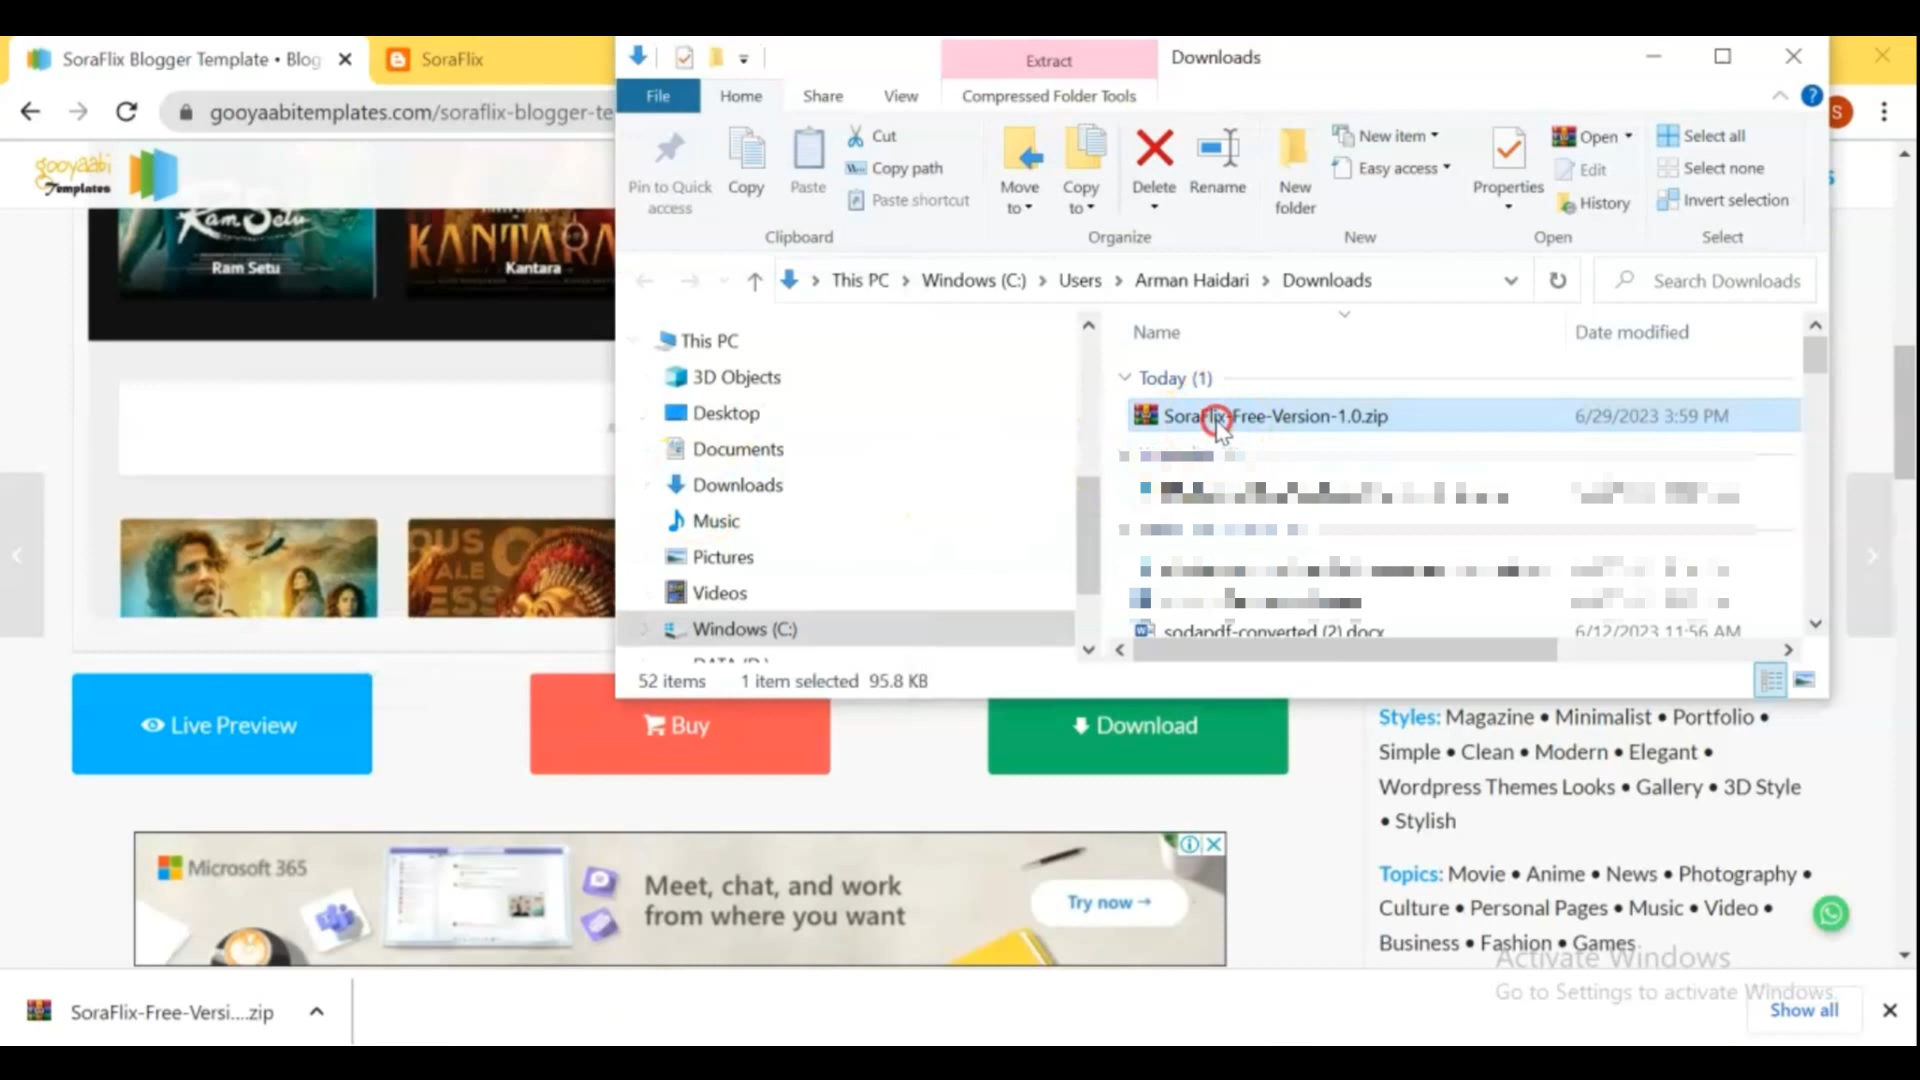 SoraFlix Blogger Template • Blog
SoraFlix
Extract
Downloads
gooyaabitemplates.com/soraflix-blogger-te
S
File
Home
Share
View
Compressed Folder Tools
Pin to Quick access
Copy
Paste
Cut
Copy path
Paste shortcut
Move to
Copy to
Delete
Rename
New folder
New item
Easy access
Properties
Open
Edit
History
Select all
Select none
Invert selection
Clipboard
Organize
New
Open
Select
gooyaabi
Templates
Ram Setu
Ram Setu
KANTARA
Kantara
This PC
Windows (C:)
Users
Arman Haidari
Downloads
Search Downloads
This PC
3D Objects
Desktop
Documents
Downloads
Music
Pictures
Videos
Windows (C:)
Name
Date modified
Today (1)
SoraFlix-Free-Version-1.0.zip
6/29/2023 3:59 PM
sodapdf-converted (2).docx
6/12/2023 11:56 AM
52 items
1 item selected
95.8 KB
Live Preview
Buy
Download
Styles: Magazine • Minimalist • Portfolio •
Simple • Clean • Modern • Elegant •
Wordpress Themes Looks • Gallery • 3D Style
• Stylish
Topics: Movie • Anime • News • Photography •
Culture • Personal Pages • Music • Video •
Business • Fashion • Games
Microsoft 365
Meet, chat, and work
from where you want
Try now →
Activate Windows
Go to Settings to activate Windows.
SoraFlix-Free-Versi....zip
Show all